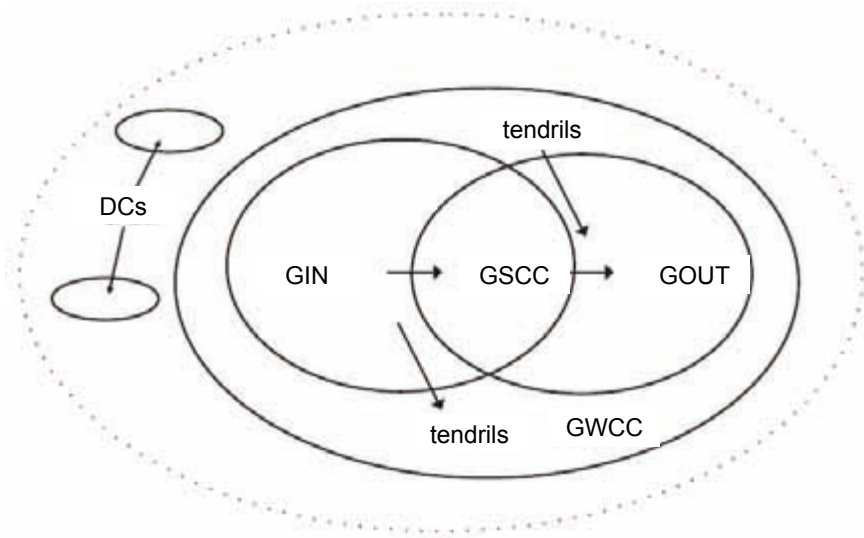 tendrils
DCs
GIN
GSCC
GOUT
tendrils
GWCC